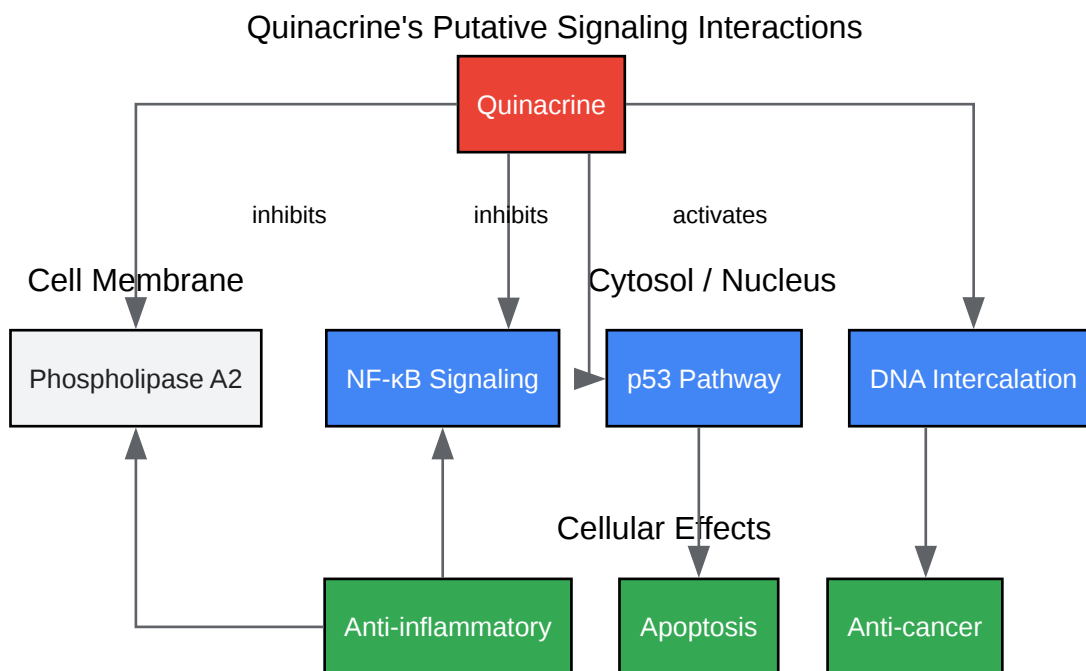 Quinacrine's Putative Signaling Interactions
Quinacrine
inhibits
inhibits
activates
Cell Membrane
Cytosol / Nucleus
Phospholipase A2
NF-κB Signaling
p53 Pathway
DNA Intercalation
Cellular Effects
Anti-inflammatory
Apoptosis
Anti-cancer